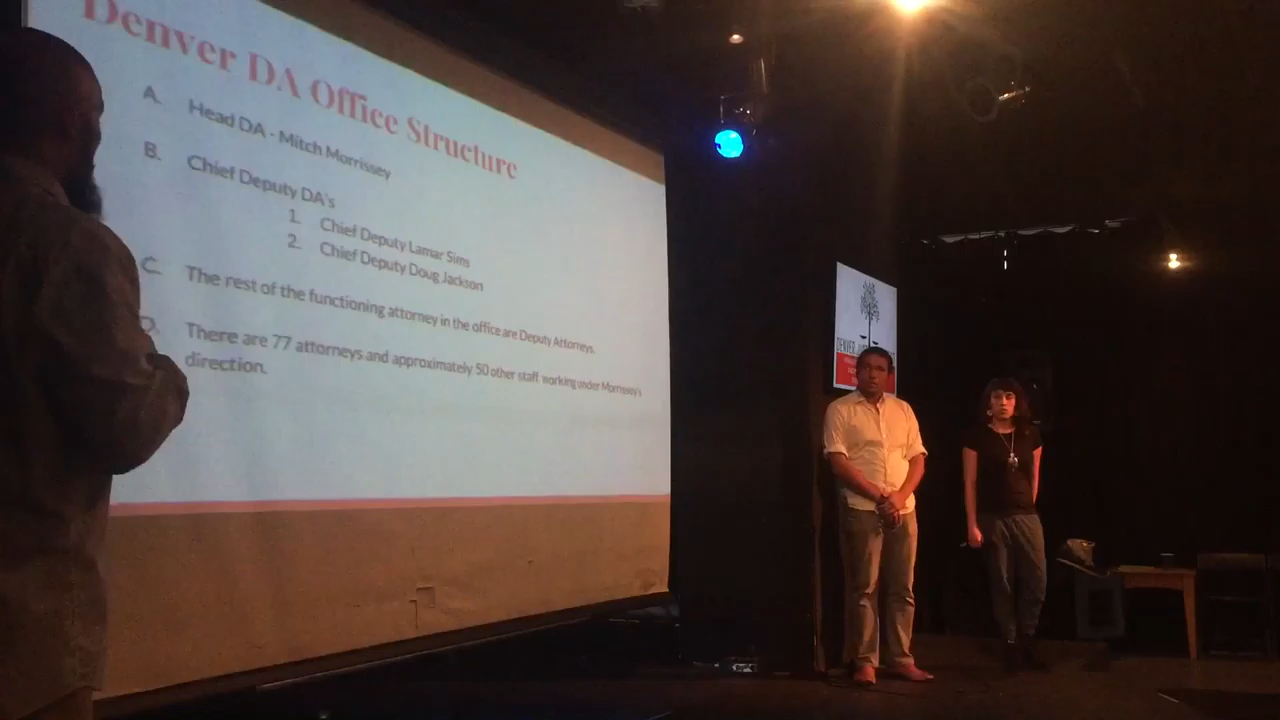 Denver DA Office Structure
A. Head DA - Mitch Morrissey
B. Chief Deputy DA's
1. Chief Deputy Lamar Sims
2. Chief Deputy Doug Jackson
C. The rest of the functioning attorney in the office are Deputy Attorneys.
D. There are 77 attorneys and approximately 50 other staff working under Morrissey's
direction.
DENVER